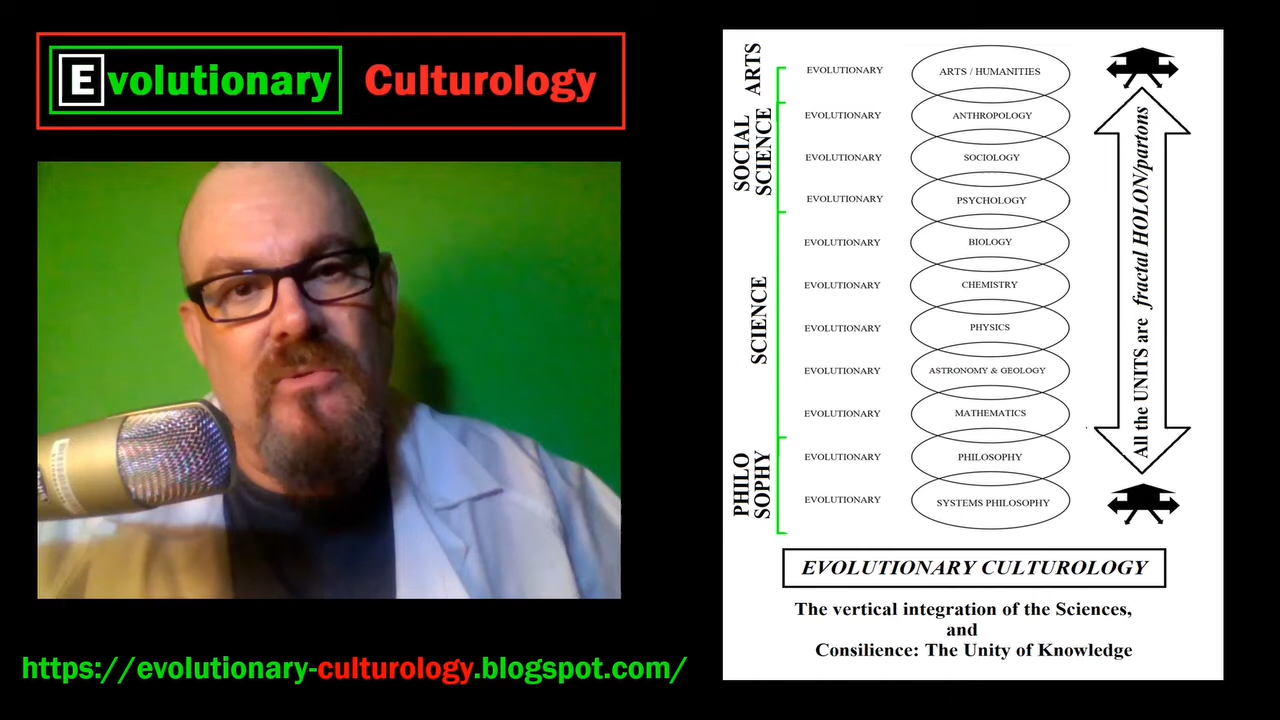 Evolutionary Culturology
https://evolutionary-culturology.blogspot.com/
ARTS
SOCIAL
SCIENCE
SCIENCE
PHILO
SOPHY
EVOLUTIONARY ARTS / HUMANITIES
EVOLUTIONARY ANTHROPOLOGY
EVOLUTIONARY SOCIOLOGY
EVOLUTIONARY PSYCHOLOGY
EVOLUTIONARY BIOLOGY
EVOLUTIONARY CHEMISTRY
EVOLUTIONARY PHYSICS
EVOLUTIONARY ASTRONOMY & GEOLOGY
EVOLUTIONARY MATHEMATICS
EVOLUTIONARY PHILOSOPHY
EVOLUTIONARY SYSTEMS PHILOSOPHY
All the UNITS are fractal HOLON/partons
EVOLUTIONARY CULTUROLOGY
The vertical integration of the Sciences,
and
Consilience: The Unity of Knowledge